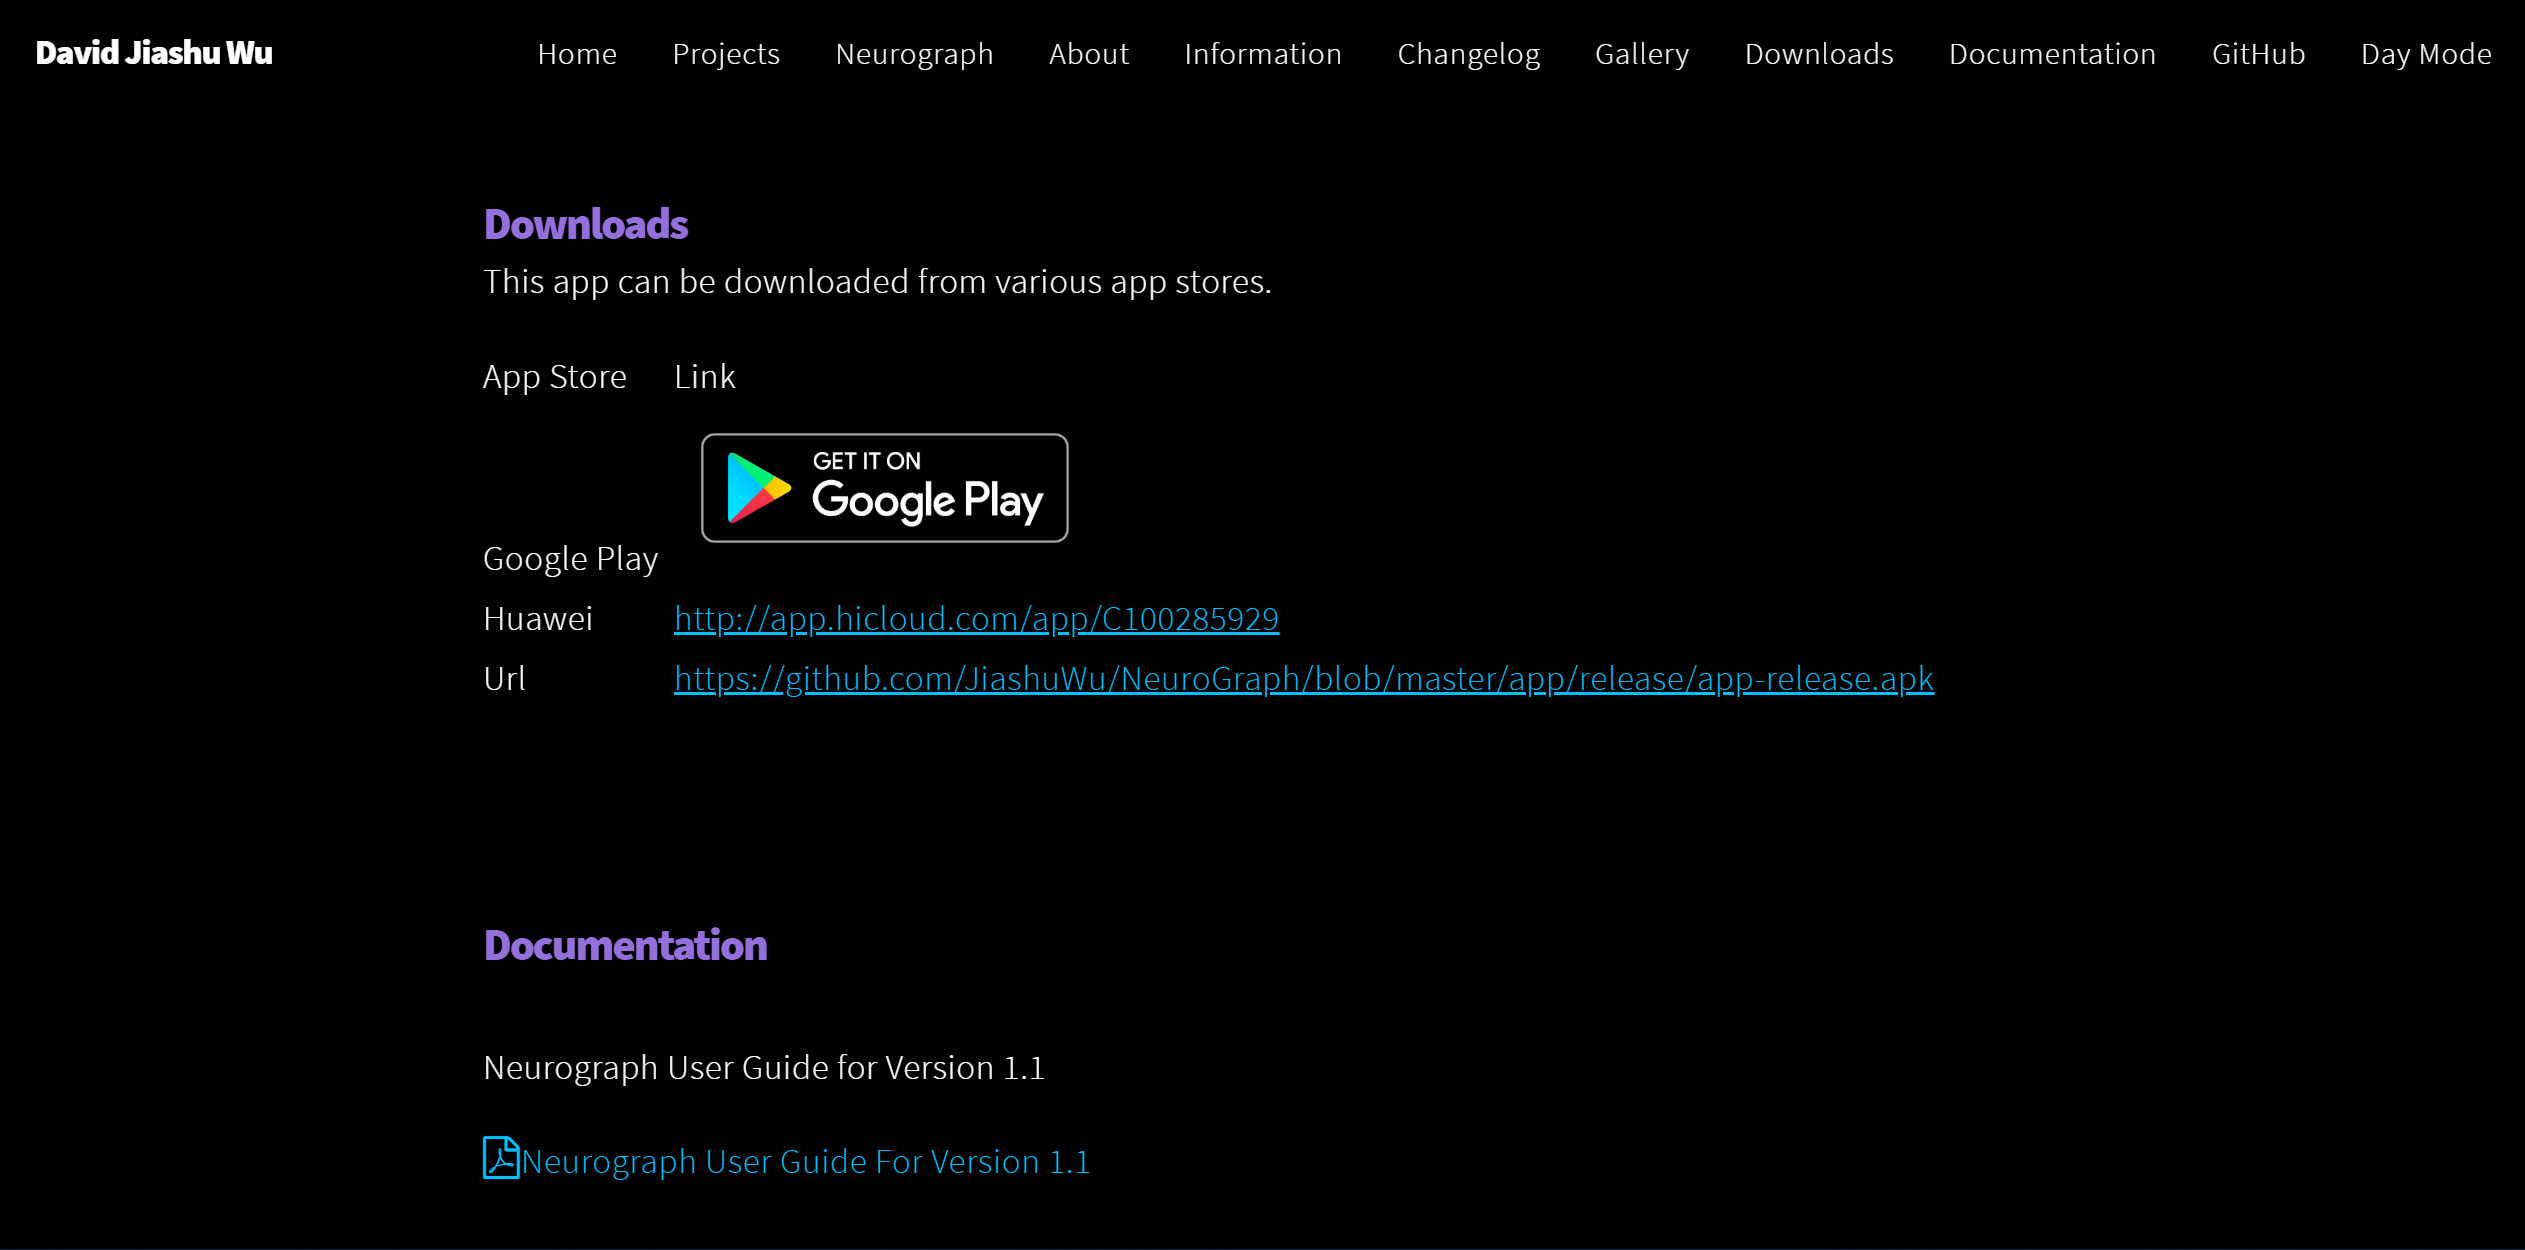 David Jiashu Wu Home Projects Neurograph About Information Changelog Gallery Downloads Documentation GitHub Day Mode
Downloads
This app can be downloaded from various app stores.
App Store Link
GET IT ON
Google Play
Google Play
Huawei http://app.hicloud.com/app/C100285929
Url https://github.com/JiashuWu/NeuroGraph/blob/master/app/release/app-release.apk
Documentation
Neurograph User Guide for Version 1.1
Neurograph User Guide For Version 1.1